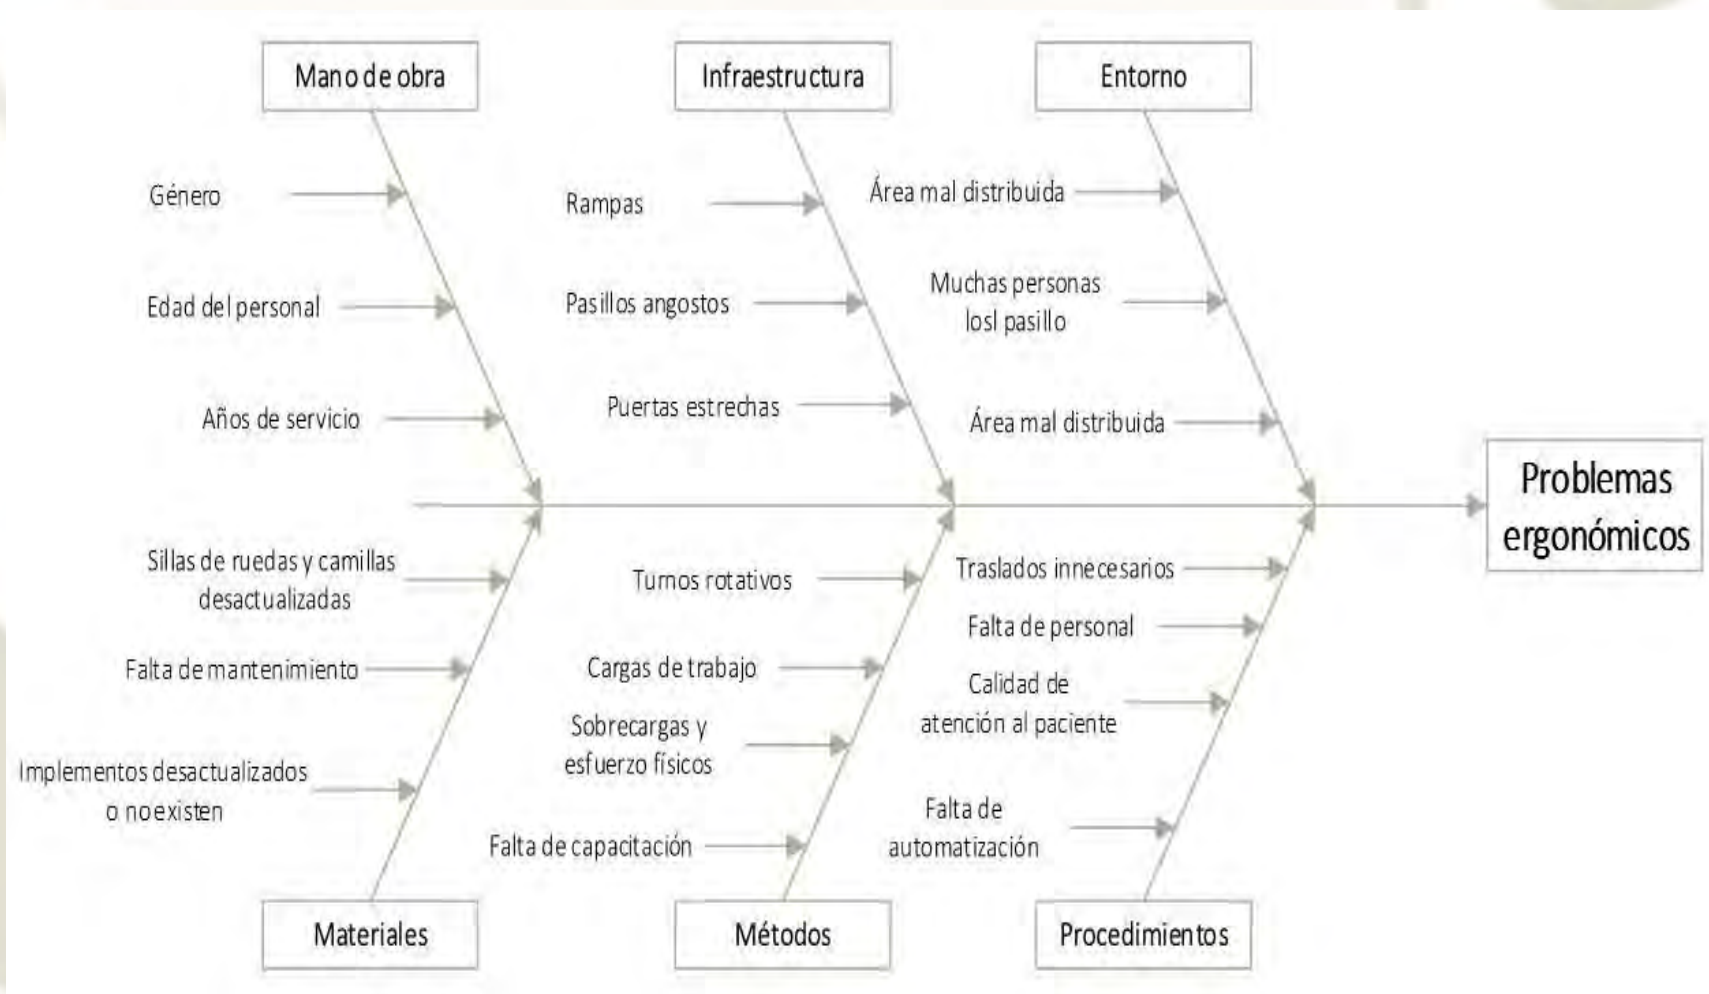 Mano de obra
Infraestructura
Entorno
Género
Rampas
Área mal distribuida
Edad del personal
Pasillos angostos
Muchas personas
losl pasillo
Años de servicio
Puertas estrechas
Área mal distribuida
Problemas
ergonómicos
Sillas de ruedas y camillas
desactualizadas
Turnos rotativos
Traslados innecesarios
Falta de personal
Falta de mantenimiento
Cargas de trabajo
Calidad de
atención al paciente
Sobrecargas y
esfuerzo físicos
Implementos desactualizados
o no existen
Falta de capacitación
Falta de
automatización
Materiales
Métodos
Procedimientos